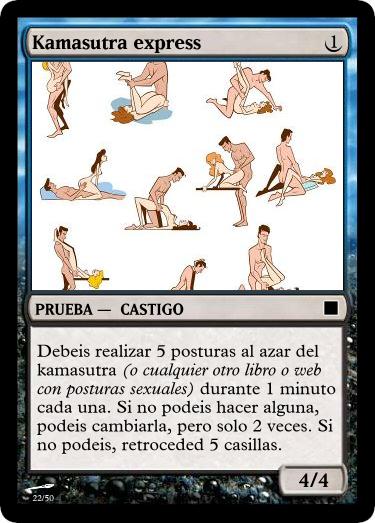 Kamasutra express 1
PRUEBA — CASTIGO
Debeis realizar 5 posturas al azar del
kamasutra (o cualquier otro libro o web
con posturas sexuales) durante 1 minuto
cada una. Si no podeis hacer alguna,
podeis cambiarla, pero solo 2 veces. Si
no podeis, retroceded 5 casillas.
4/4
22/50